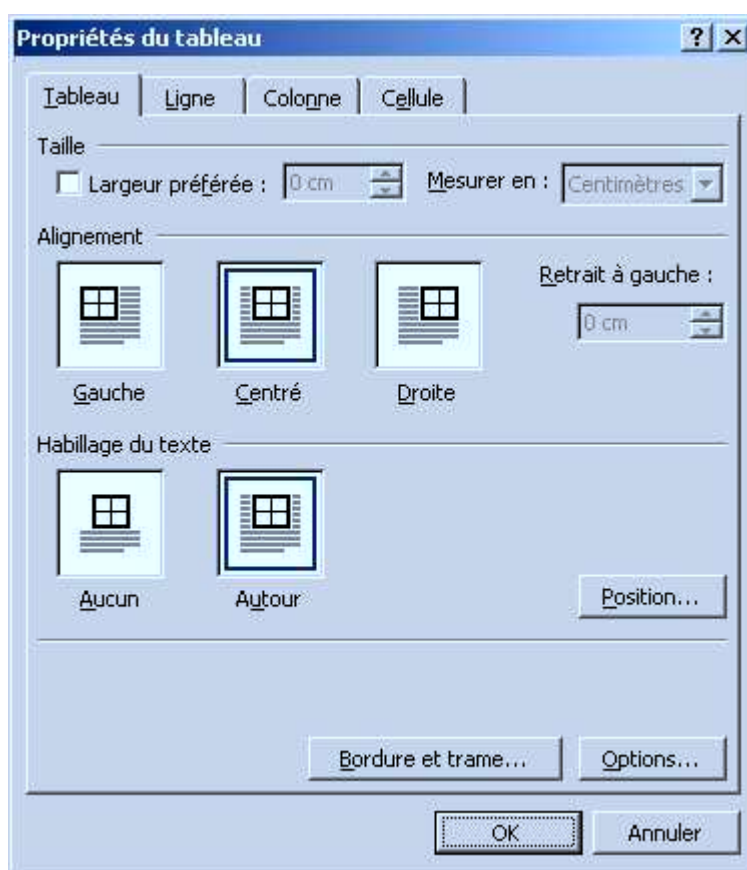 Propriétés du tableau
Tableau Ligne Colonne Cellule
Taille
Largeur préférée : 0 cm Mesurer en : Centimètres
Alignement
Retrait à gauche :
0 cm
Gauche Centré Droite
Habillage du texte
Aucun Autour Position...
Bordure et trame... Options...
OK Annuler